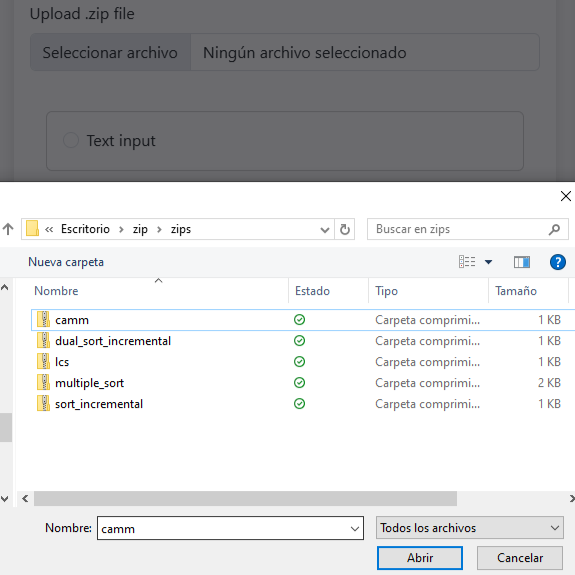 Upload .zip file
Seleccionar archivo Ningún archivo seleccionado
Text input
« Escritorio > zip > zips
Buscar en zips
Nueva carpeta
?
Nombre Estado Tipo Tamaño
camm Carpeta comprimi... 1 KB
dual_sort_incremental Carpeta comprimi... 1 KB
lcs Carpeta comprimi... 1 KB
multiple_sort Carpeta comprimi... 2 KB
sort_incremental Carpeta comprimi... 1 KB
Nombre: camm Todos los archivos
Abrir Cancelar